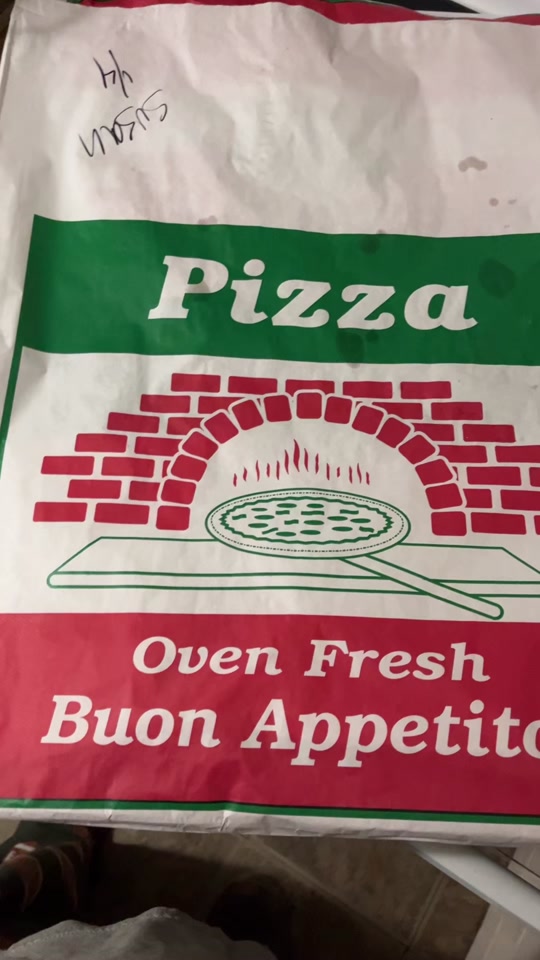 Susan
Pizza
Oven Fresh
Buon Appetito